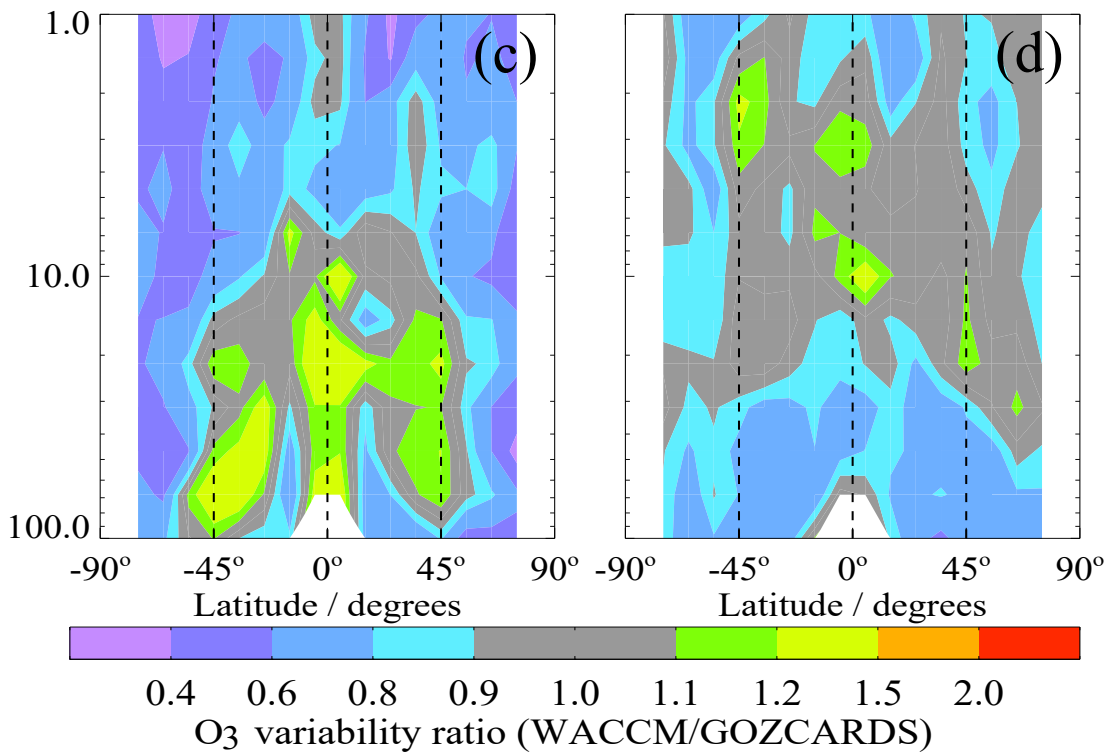 1.0
10.0
100.0
(c)
(d)
-90º -45º 0º 45º 90º
-90º -45º 0º 45º 90º
Latitude / degrees
Latitude / degrees
0.4 0.6 0.8 0.9 1.0 1.1 1.2 1.5 2.0
O3 variability ratio (WACCM/GOZCARDS)